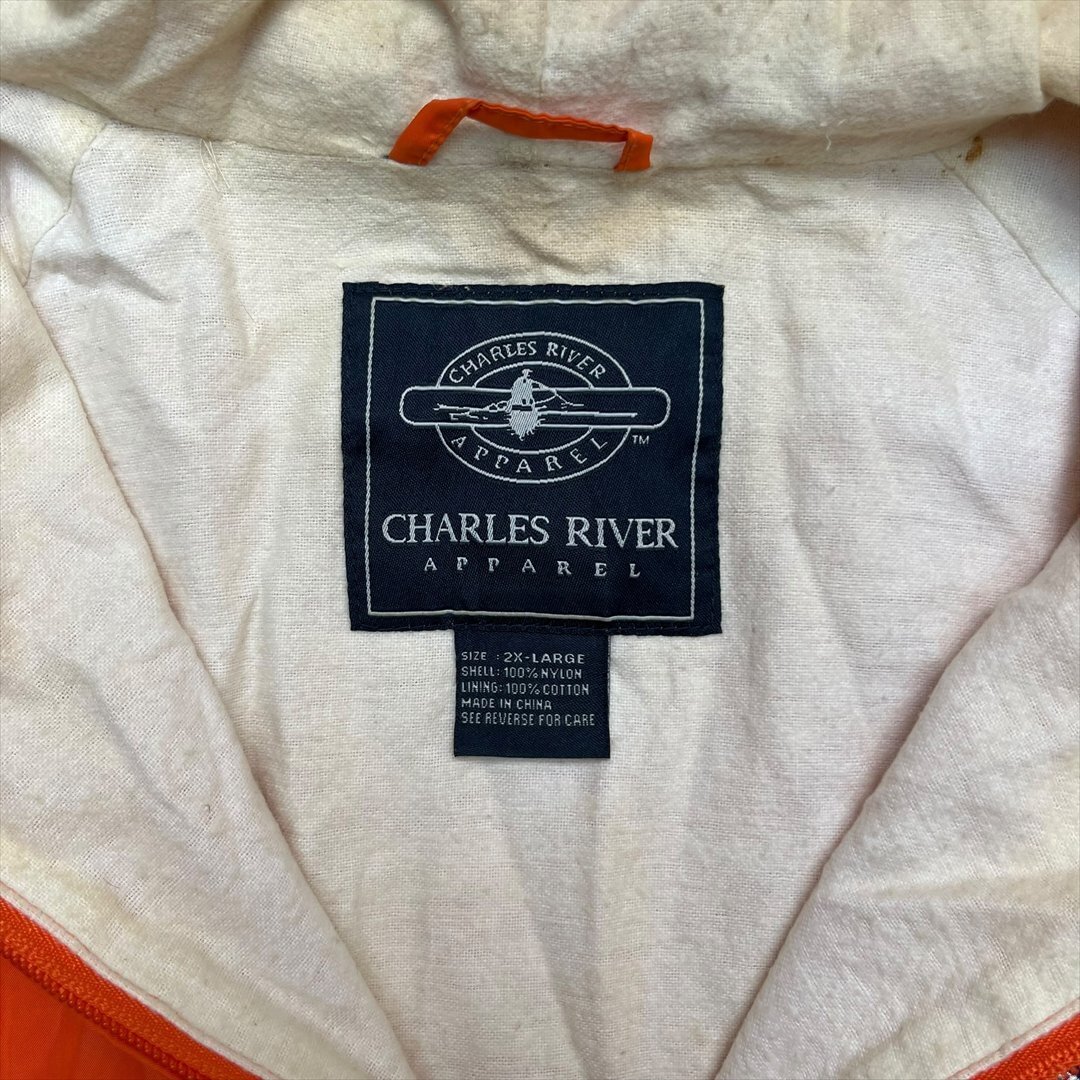 CHARLES RIVER
APPAREL
TM
CHARLES RIVER
APPAREL
SIZE : 2X-LARGE
SHELL: 100% NYLON
LINING: 100% COTTON
MADE IN CHINA
SEE REVERSE FOR CARE